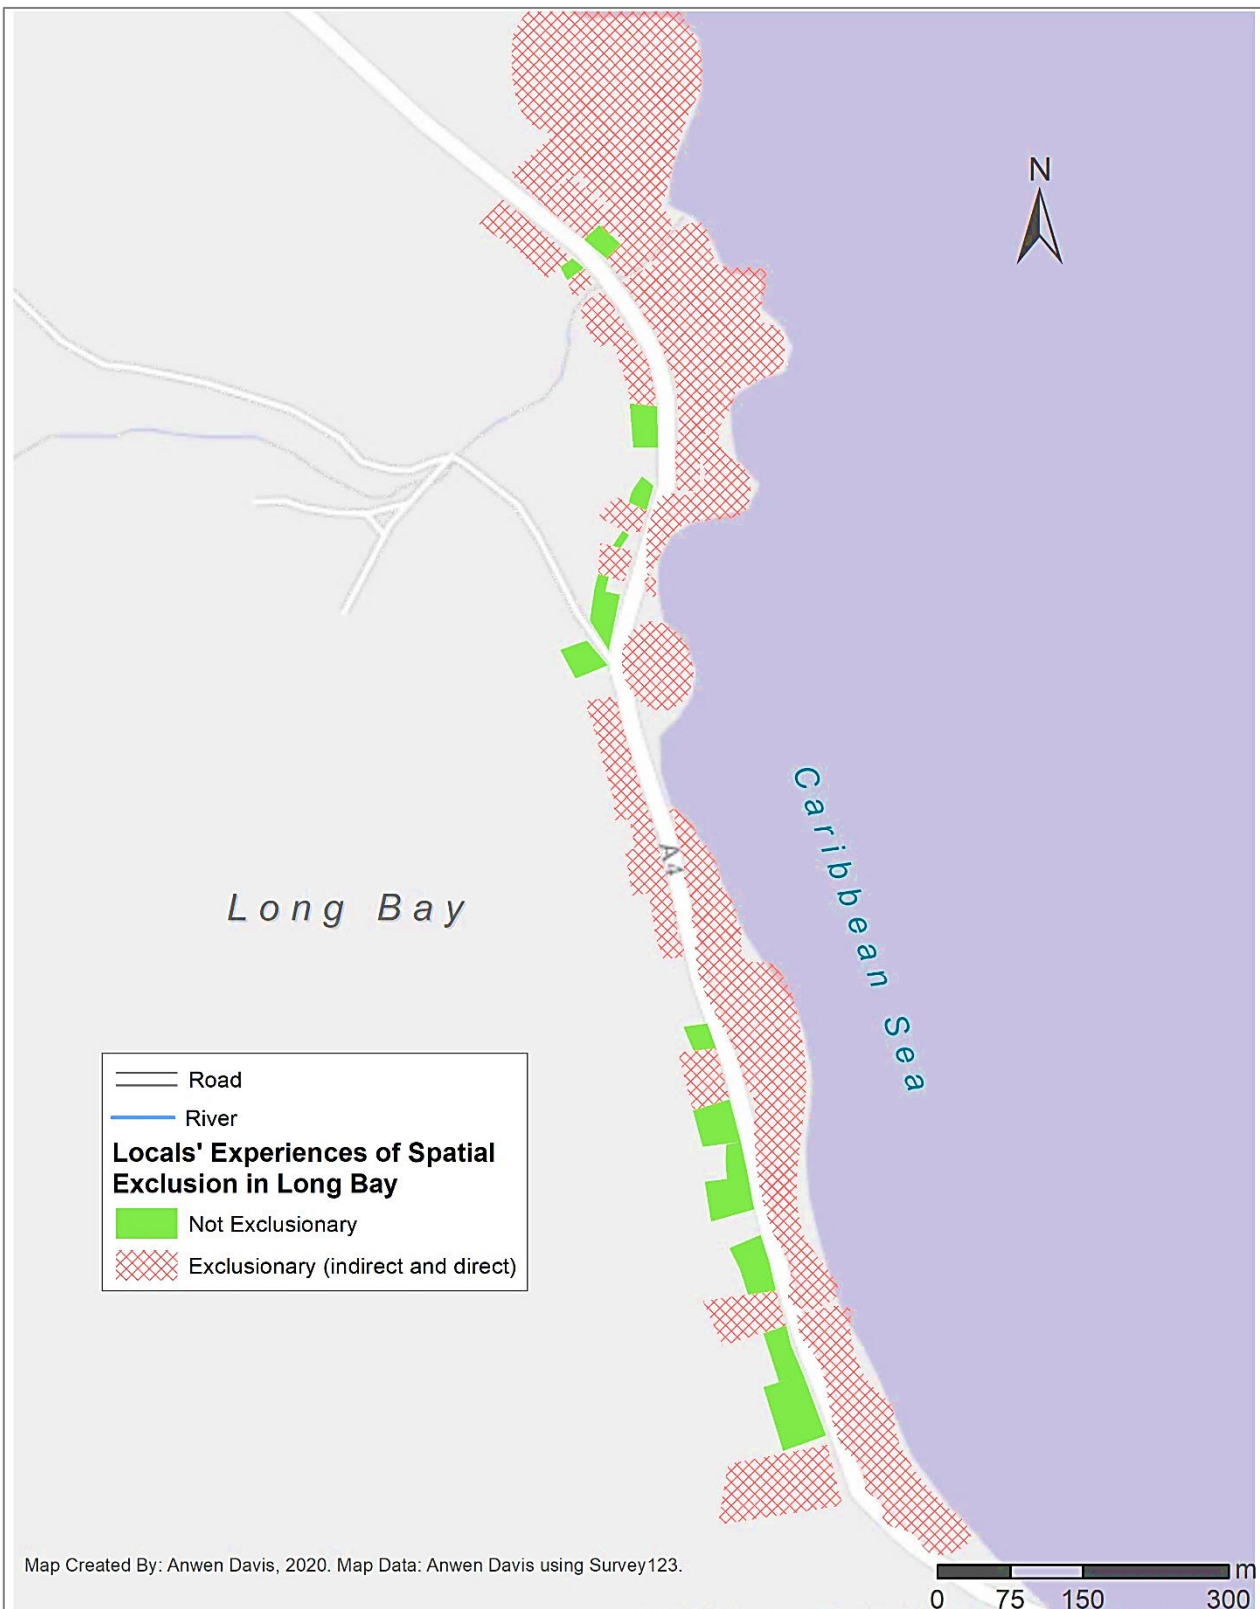 N
Caribbean Sea
A4
Long Bay
Road
River
Locals' Experiences of Spatial
Exclusion in Long Bay
Not Exclusionary
Exclusionary (indirect and direct)
Map Created By: Anwen Davis, 2020. Map Data: Anwen Davis using Survey123.
m
0 75 150 300